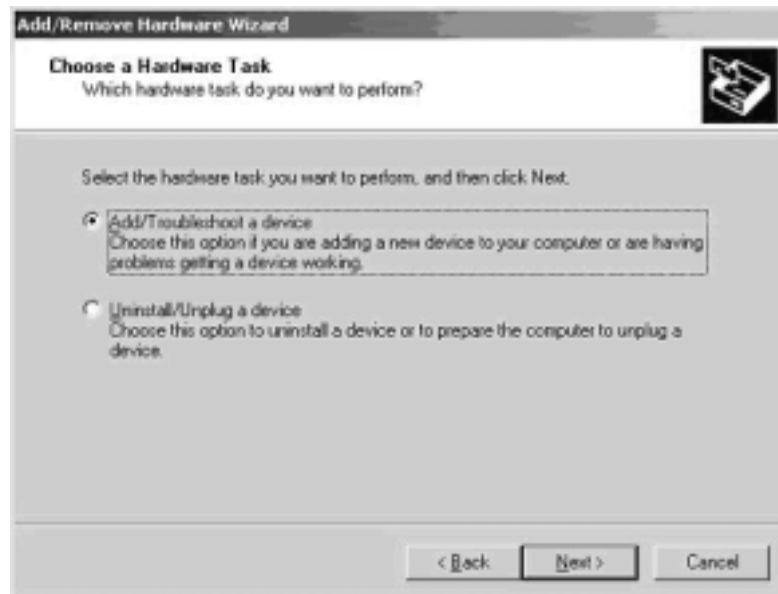 Add/Remove Hardware Wizard
Choose a Hardware Task
Which hardware task do you want to perform?
Select the hardware task you want to perform, and then click Next.
Add/Troubleshoot a device
Choose this option if you are adding a new device to your computer or are having
problems getting a device working.
Uninstall/Unplug a device
Choose this option to uninstall a device or to prepare the computer to unplug a
device.
< Back Next > Cancel